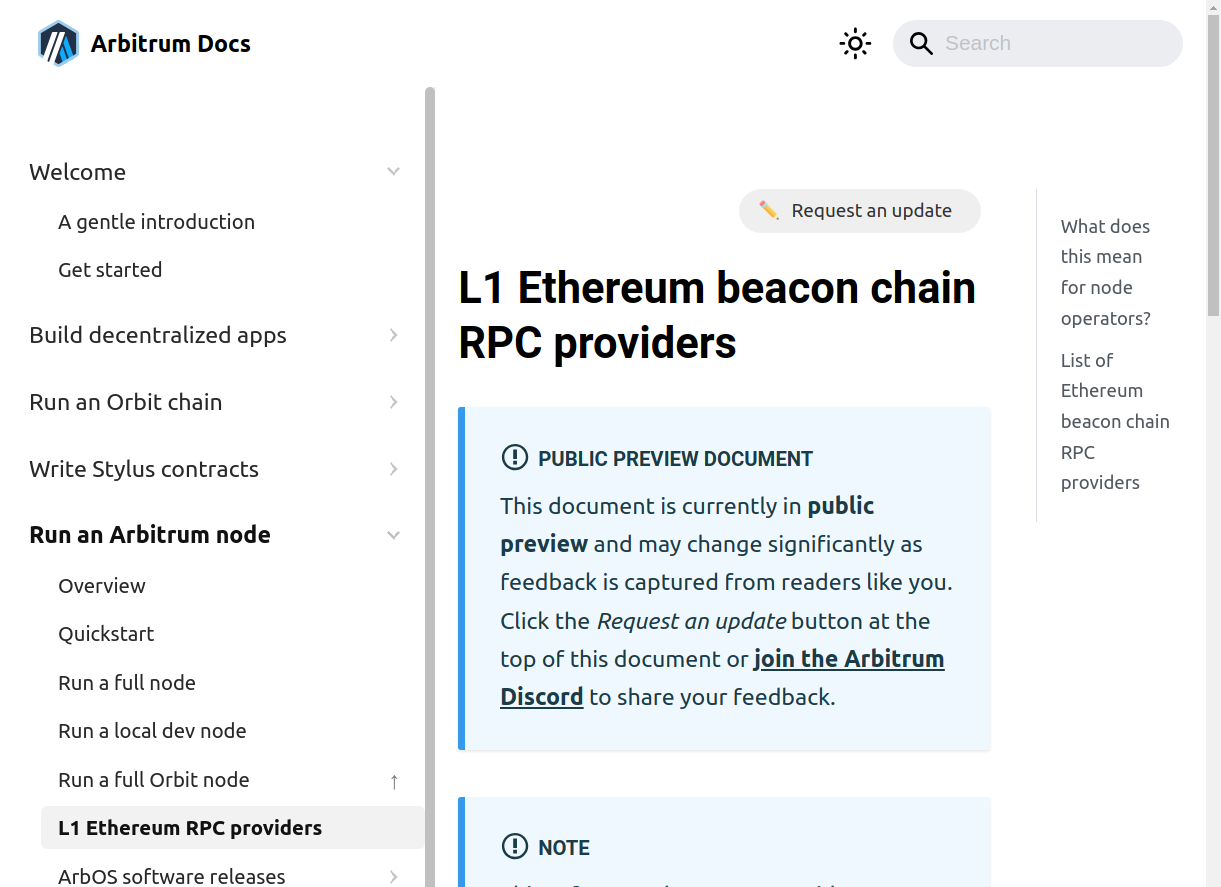 Arbitrum Docs
Search
Welcome
A gentle introduction
Get started
Build decentralized apps
Run an Orbit chain
Write Stylus contracts
Run an Arbitrum node
Overview
Quickstart
Run a full node
Run a local dev node
Run a full Orbit node ↑
L1 Ethereum RPC providers
ArbOS software releases
Request an update
L1 Ethereum beacon chain
RPC providers
PUBLIC PREVIEW DOCUMENT
This document is currently in public
preview and may change significantly as
feedback is captured from readers like you.
Click the Request an update button at the
top of this document or join the Arbitrum
Discord to share your feedback.
NOTE
What does
this mean
for node
operators?
List of
Ethereum
beacon chain
RPC
providers